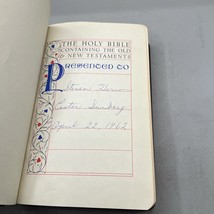 THE HOLY BIBLE
CONTAINING THE OLD
& NEW TESTAMENTS
PRESENTED TO
Steven
Easter Sunday
April 22, 1962